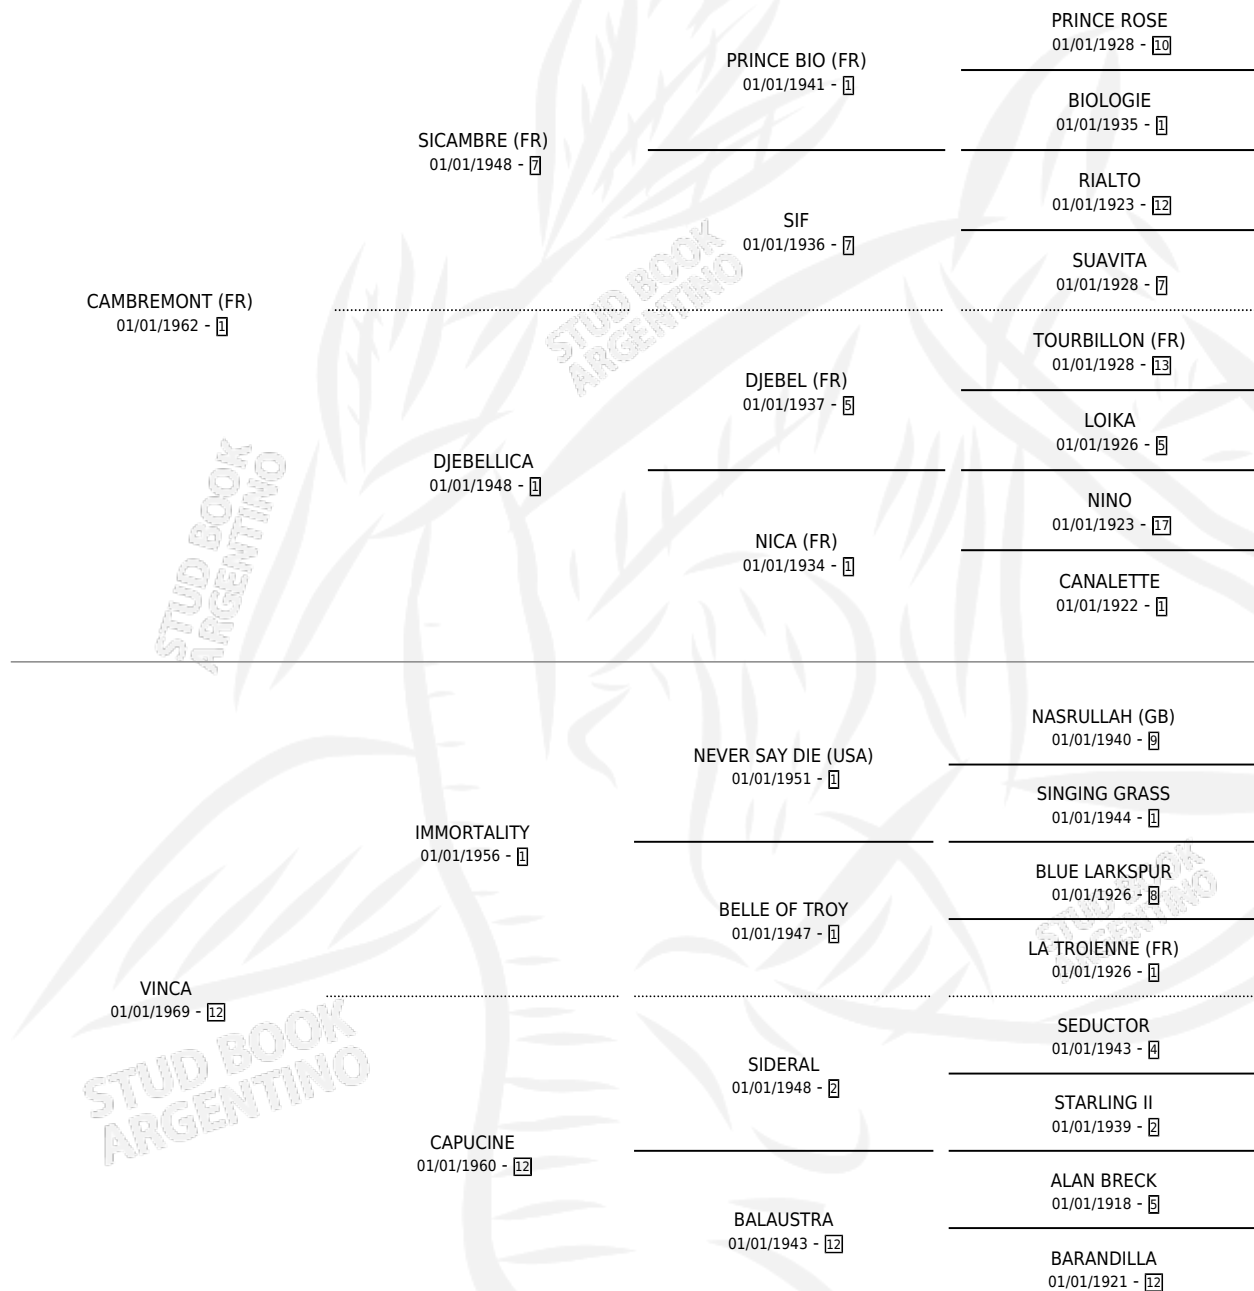 PRINCE ROSE
01/01/1928 - 10
PRINCE BIO (FR)
01/01/1941 - 1
BIOLOGIE
01/01/1935 - 1
SICAMBRE (FR)
01/01/1948 - 7
RIALTO
01/01/1923 - 12
SIF
01/01/1936 - 7
SUAVITA
01/01/1928 - 7
CAMBREMONT (FR)
01/01/1962 - 1
TOURBILLON (FR)
01/01/1928 - 13
DJEBEL (FR)
01/01/1937 - 5
LOIKA
01/01/1926 - 5
DJEBELLICA
01/01/1948 - 1
NINO
01/01/1923 - 17
NICA (FR)
01/01/1934 - 1
CANALETTE
01/01/1922 - 1
STUD BOOK
ARGENTINO
STUD BOOK
ARGENTINO
NASRULLAH (GB)
01/01/1940 - 9
NEVER SAY DIE (USA)
01/01/1951 - 1
SINGING GRASS
01/01/1944 - 1
IMMORTALITY
01/01/1956 - 1
BLUE LARKSPUR
01/01/1926 - 8
BELLE OF TROY
01/01/1947 - 1
LA TROIENNE (FR)
01/01/1926 - 1
VINCA
01/01/1969 - 12
SEDUCTOR
01/01/1943 - 4
SIDERAL
01/01/1948 - 2
STARLING II
01/01/1939 - 2
CAPUCINE
01/01/1960 - 12
ALAN BRECK
01/01/1918 - 5
BALAUSTRA
01/01/1943 - 12
BARANDILLA
01/01/1921 - 12
STUD BOOK
ARGENTINO
STUD BOOK
ARGENTINO